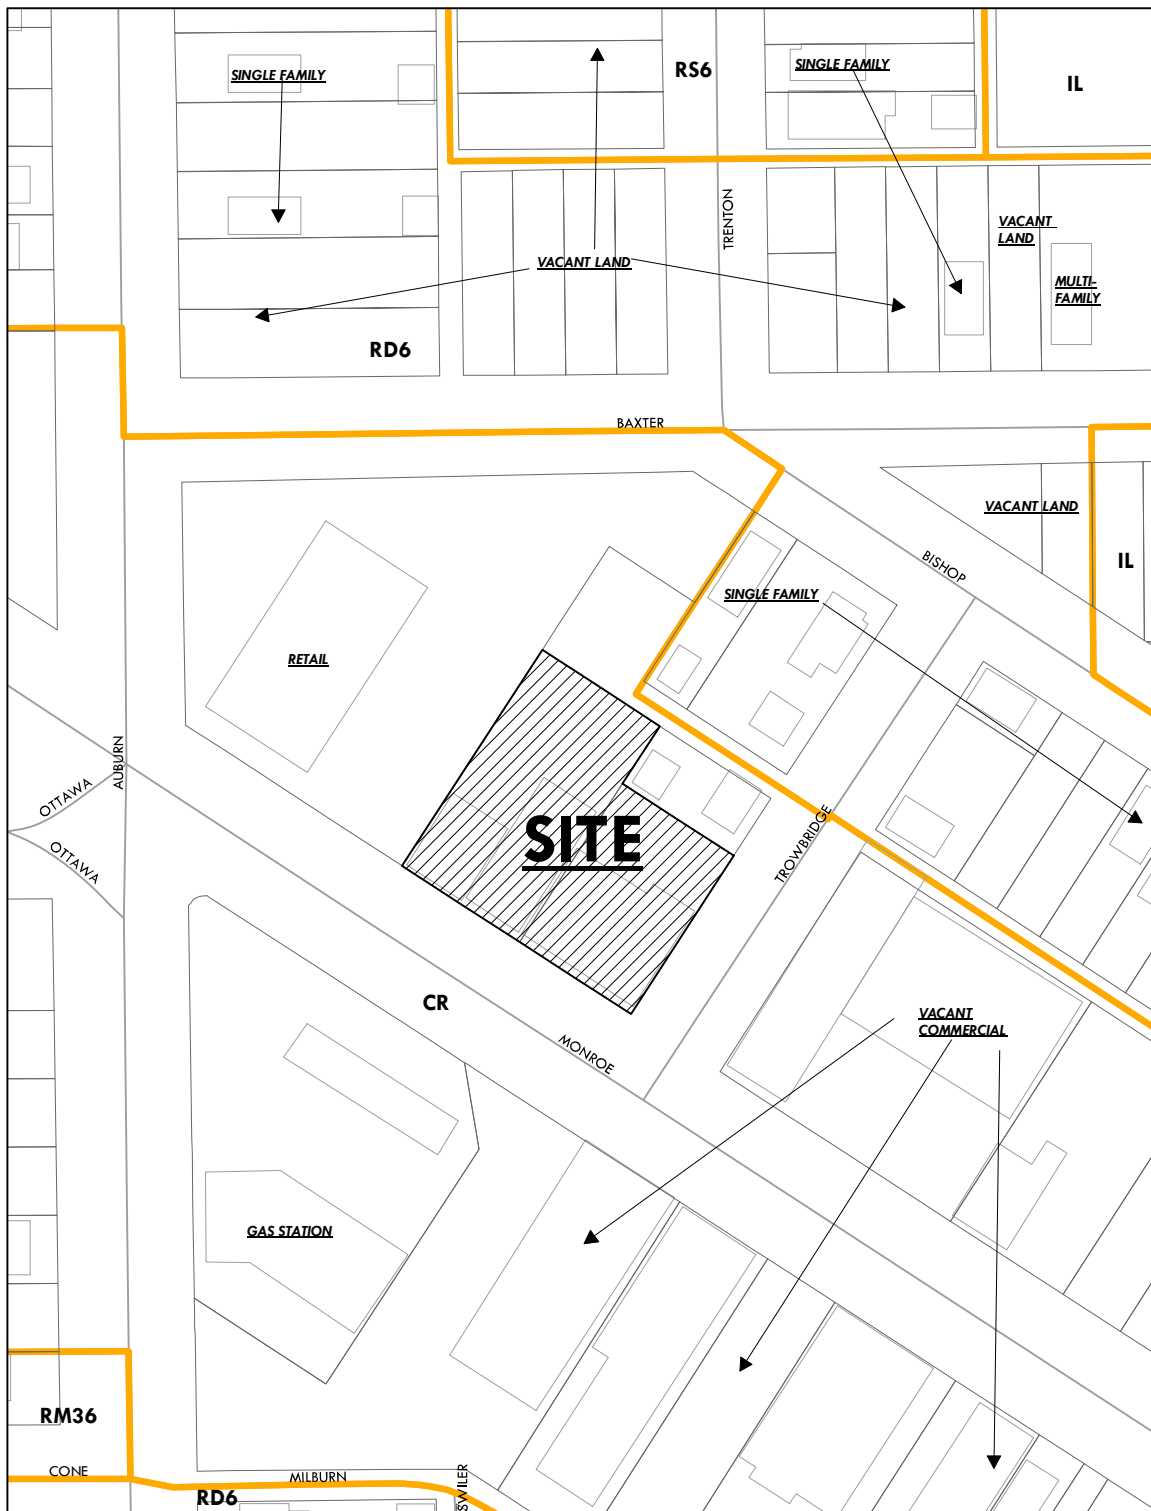 SINGLE FAMILY
RS6
SINGLE FAMILY
IL
TRENTON
VACANT
LAND
VACANT LAND
MULTI-
FAMILY
RD6
BAXTER
VACANT LAND
BISHOP
IL
SINGLE FAMILY
RETAIL
AUBURN
OTTAWA
OTTAWA
SITE
TROWBRIDGE
CR
VACANT
COMMERCIAL
MONROE
GAS STATION
RM36
CONE
MILBURN
SWILER
RD6